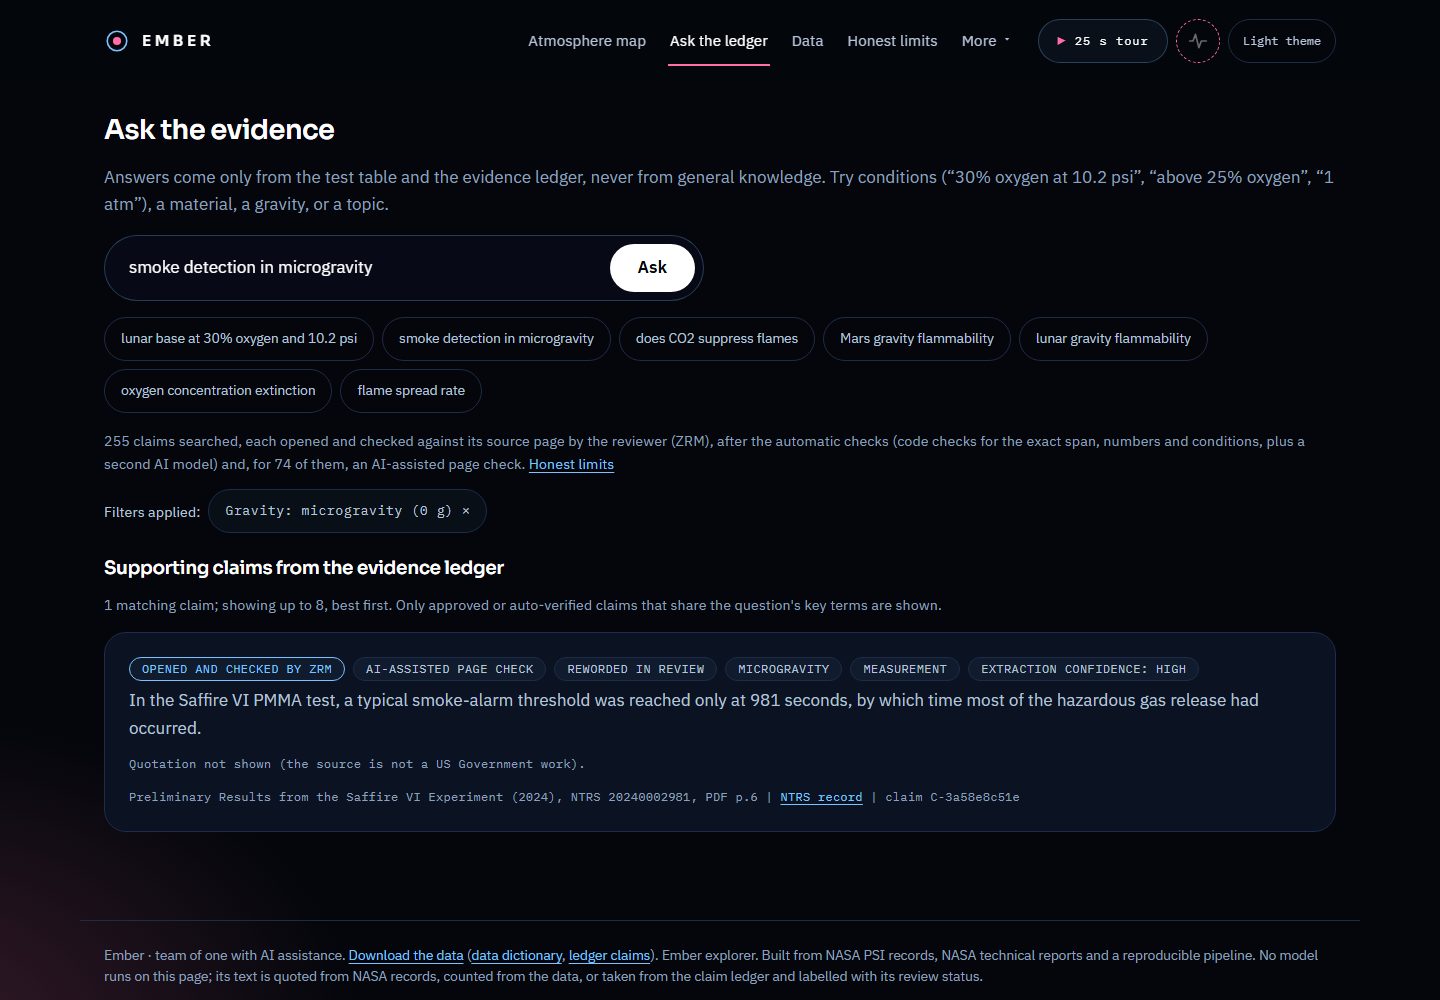 EMBER
Atmosphere map
Ask the ledger
Data
Honest limits
More
25 s tour
Light theme
Ask the evidence
Answers come only from the test table and the evidence ledger, never from general knowledge. Try conditions (“30% oxygen at 10.2 psi”, “above 25% oxygen”, “1
atm”), a material, a gravity, or a topic.
smoke detection in microgravity
Ask
lunar base at 30% oxygen and 10.2 psi
smoke detection in microgravity
does CO2 suppress flames
Mars gravity flammability
lunar gravity flammability
oxygen concentration extinction
flame spread rate
255 claims searched, each opened and checked against its source page by the reviewer (ZRM), after the automatic checks (code checks for the exact span, numbers and conditions, plus a
second AI model) and, for 74 of them, an AI-assisted page check. Honest limits
Filters applied:
Gravity: microgravity (0 g) ×
Supporting claims from the evidence ledger
1 matching claim; showing up to 8, best first. Only approved or auto-verified claims that share the question's key terms are shown.
OPENED AND CHECKED BY ZRM
AI-ASSISTED PAGE CHECK
REWORDED IN REVIEW
MICROGRAVITY
MEASUREMENT
EXTRACTION CONFIDENCE: HIGH
In the Saffire VI PMMA test, a typical smoke-alarm threshold was reached only at 981 seconds, by which time most of the hazardous gas release had
occurred.
Quotation not shown (the source is not a US Government work).
Preliminary Results from the Saffire VI Experiment (2024), NTRS 20240002981, PDF p.6 | NTRS record | claim C-3a58e8c51e
Ember · team of one with AI assistance. Download the data (data dictionary, ledger claims). Ember explorer. Built from NASA PSI records, NASA technical reports and a reproducible pipeline. No model
runs on this page; its text is quoted from NASA records, counted from the data, or taken from the claim ledger and labelled with its review status.